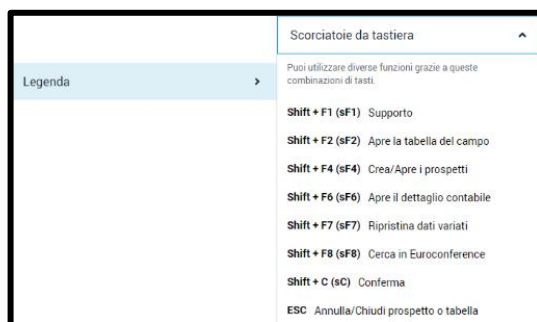 Scorciatoie da tastiera
Legenda
Puoi utilizzare diverse funzioni grazie a queste
combinazioni di tasti.
Shift + F1 (sF1) Supporto
Shift + F2 (sF2) Apre la tabella del campo
Shift + F4 (sF4) Crea/Apre i prospetti
Shift + F6 (sF6) Apre il dettaglio contabile
Shift + F7 (sF7) Ripristina dati variati
Shift + F8 (sF8) Cerca in Euroconference
Shift + C (sC) Conferma
ESC Annulla/Chiudi prospetto o tabella